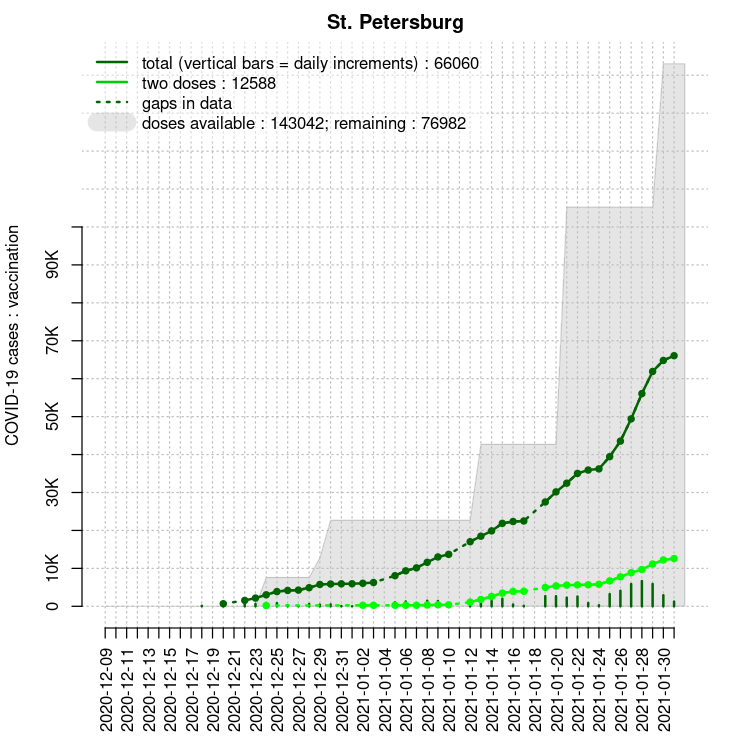 St. Petersburg
total (vertical bars = daily increments) : 66060
two doses : 12588
gaps in data
doses available : 143042; remaining : 76982
COVID-19 cases : vaccination
90K
70K
50K
30K
10K
0
2020-12-09
2020-12-11
2020-12-13
2020-12-15
2020-12-17
2020-12-19
2020-12-21
2020-12-23
2020-12-25
2020-12-27
2020-12-29
2020-12-31
2021-01-02
2021-01-04
2021-01-06
2021-01-08
2021-01-10
2021-01-12
2021-01-14
2021-01-16
2021-01-18
2021-01-20
2021-01-22
2021-01-24
2021-01-26
2021-01-28
2021-01-30